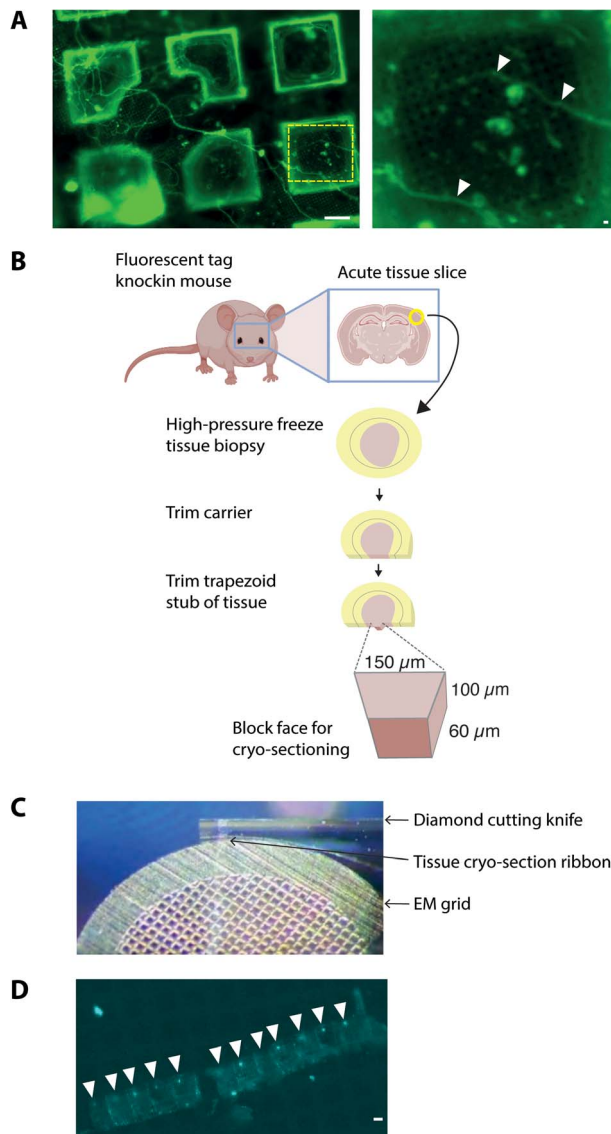 A
B
Fluorescent tag
knockin mouse
Acute tissue slice
High-pressure freeze
tissue biopsy
Trim carrier
Trim trapezoid
stub of tissue
150 µm
100 µm
60 µm
Block face for
cryo-sectioning
C
Diamond cutting knife
Tissue cryo-section ribbon
EM grid
D